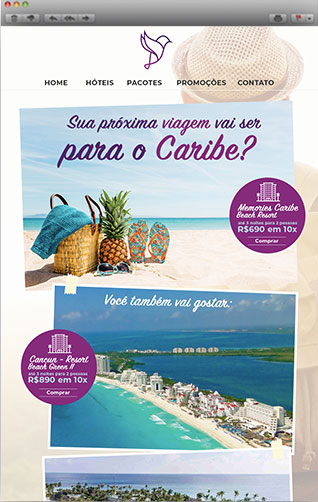 HOME HÓTEIS PACOTES PROMOÇÕES CONTATO
Sua próxima viagem vai ser
para o Caribe?
Memories Caribe
Beach Resort
até 3 noites para 2 pessoas
R$690 em 10x
Comprar
Você também vai gostar:
Cancun - Resort
Beach Green II
até 3 noites para 2 pessoas
R$890 em 10x
Comprar